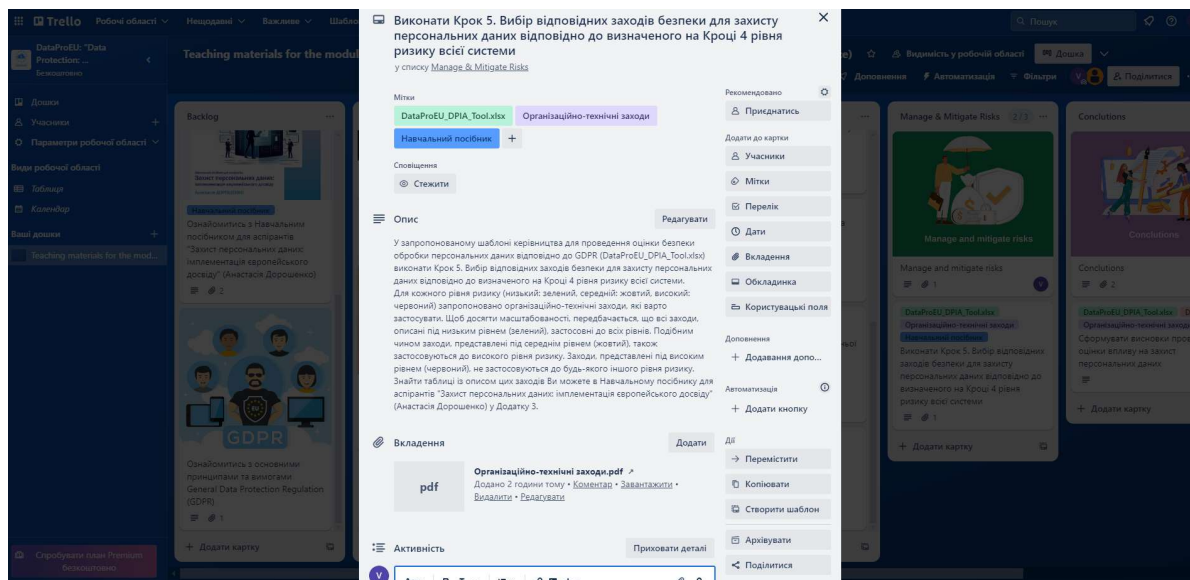 Trello
Робочі області
Нещодавні
Важливе
Шабло
Пошук
DataProEU: "Data
Protection: ...
Безкоштовно
Teaching materials for the modul
Видимість у робочій області
Дошка
Доповнення
Автоматизація
Фільтри
Поділитися
Дошки
Учасники
Параметри робочої області
Види робочої області
Таблиця
Календар
Ваші дошки
Teaching materials for the mod...
Спробувати план Premium
безкоштовно
Backlog
Захист персональних даних:
Навчальний посібник
Ознайомитись з Навчальним
посібником для аспірантів
"Захист персональних даних:
імплементація європейського
досвіду" (Анастасія Дорошенко)
2
GDPR
Ознайомитись з основними
принципами та вимогами
General Data Protection Regulation
(GDPR)
1
+ Додати картку
Виконати Крок 5. Вибір відповідних заходів безпеки для захисту
персональних даних відповідно до визначеного на Кроці 4 рівня
ризику всієї системи
у списку Manage & Mitigate Risks
Мітки
DataProEU_DPIA_Tool.xlsx
Організаційно-технічні заходи
Навчальний посібник
+
Сповіщення
Стежити
Опис
Редагувати
У запропонованому шаблоні керівництва для проведення оцінки безпеки
обробки персональних даних відповідно до GDPR (DataProEU_DPIA_Tool.xlsx)
виконати Крок 5. Вибір відповідних заходів безпеки для захисту персональних
даних відповідно до визначеного на Кроці 4 рівня ризику всієї системи.
Для кожного рівня ризику (низький: зелений, середній: жовтий, високий:
червоний) запропоновано організаційно-технічні заходи, які варто
застосувати. Щоб досягти масштабованості, передбачається, що всі заходи,
описані під низьким рівнем (зелений), застосовні до всіх рівнів. Подібним
чином заходи, представлені під середнім рівнем (жовтий), також
застосовуються до високого рівня ризику. Заходи, представлені під високим
рівнем (червоний), не застосовуються до будь-якого іншого рівня ризику.
Знайти таблиці із описом цих заходів Ви можете в Навчальному посібнику для
аспірантів "Захист персональних даних: імплементація європейського досвіду"
(Анастасія Дорошенко) у Додатку 3.
Вкладення
Додати
pdf
Організаційно-технічні заходи.pdf ↗
Додано 2 години тому • Коментар • Завантажити •
Видалити • Редагувати
Активність
Приховати деталі
V
Рекомендовано
Приєднатись
Додати до картки
Учасники
Мітки
Перелік
Дати
Вкладення
Обкладинка
Користувацькі поля
Доповнення
+ Додавання допо...
Автоматизація
+ Додати кнопку
Дії
Перемістити
Копіювати
Створити шаблон
Архівувати
Поділитися
Manage & Mitigate Risks
2 / 2
Manage and mitigate risks
Manage and mitigate risks
1
V
DataProEU_DPIA_Tool.xlsx
Організаційно-технічні заходи
Навчальний посібник
Виконати Крок 5. Вибір відповідних
заходів безпеки для захисту
персональних даних відповідно до
визначеного на Кроці 4 рівня
ризику всієї системи
1
+ Додати картку
Conclutions
Conclutions
Conclutions
2
DataProEU_DPIA_Tool.xlsx
Організаційно-технічні заходи
Сформувати висновки пров
оцінки впливу на захист
персональних даних
+ Додати картку